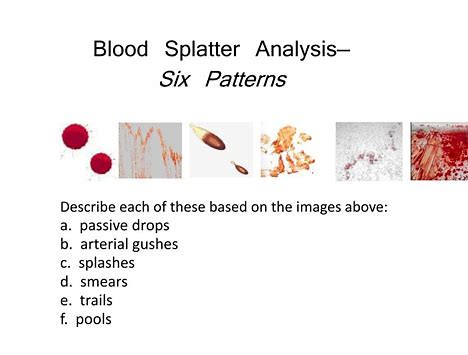 Blood Splatter Analysis—
Six Patterns
Describe each of these based on the images above:
a. passive drops
b. arterial gushes
c. splashes
d. smears
e. trails
f. pools